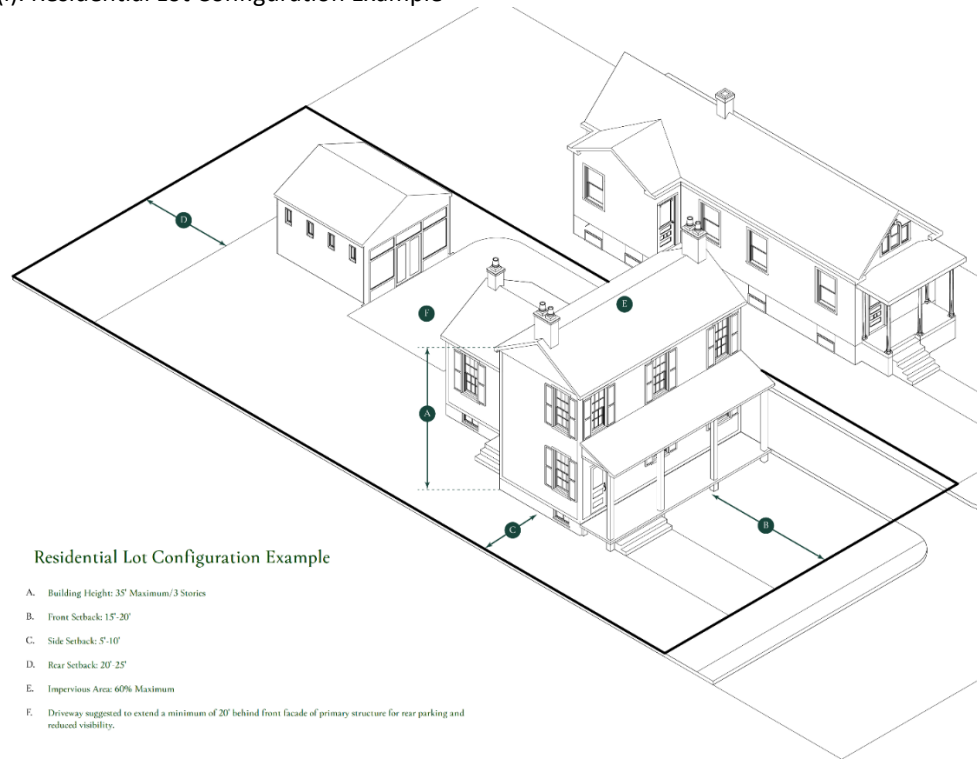 (i): Residential Lot Configuration Example
D
E
F
A
B
C
Residential Lot Configuration Example
A. Building Height: 35' Maximum/3 Stories
B. Front Setback: 15'-20'
C. Side Setback: 5'-10'
D. Rear Setback: 20'-25'
E. Impervious Area: 60% Maximum
F. Driveway suggested to extend a minimum of 20' behind front facade of primary structure for rear parking and
reduced visibility.